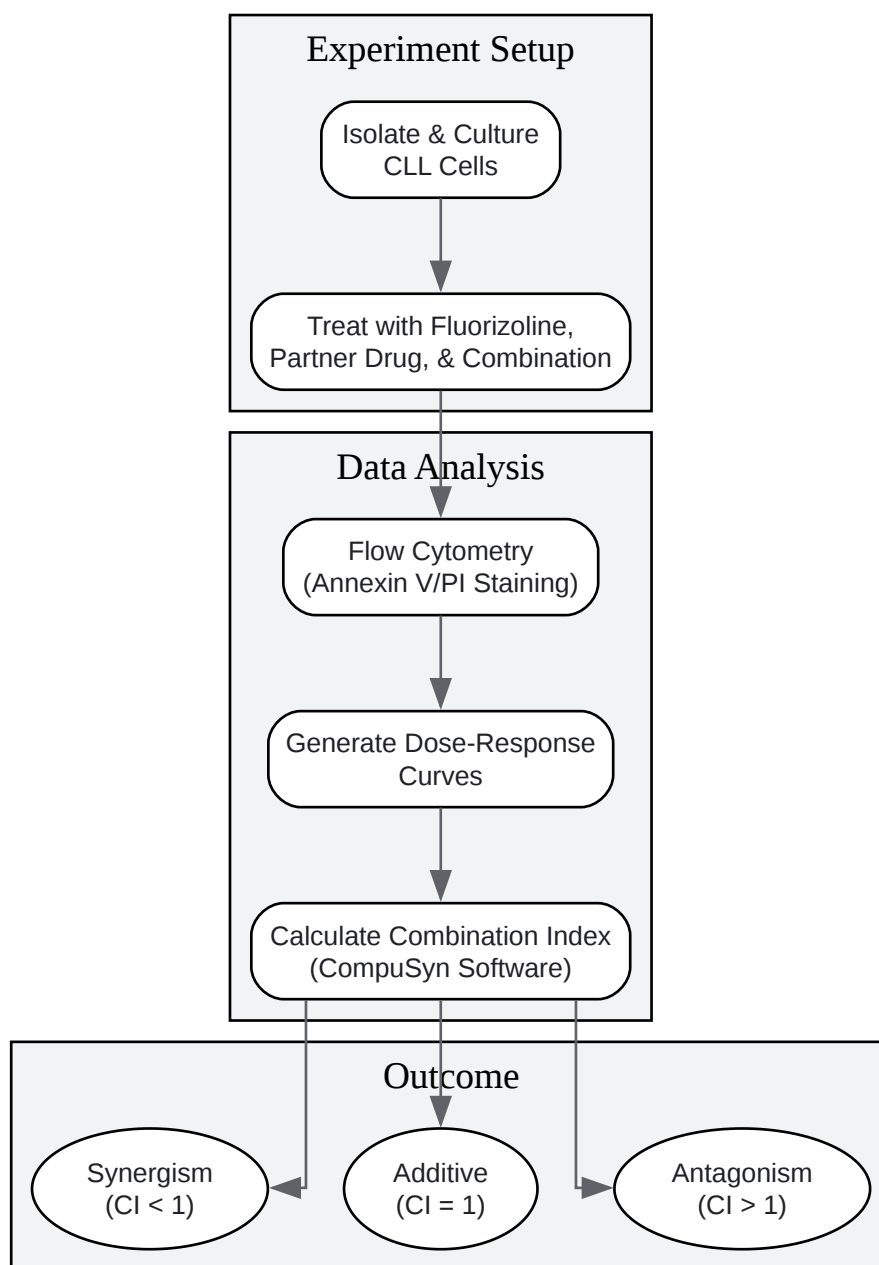 Experiment Setup
Isolate & Culture
CLL Cells
Treat with Fluorizoline,
Partner Drug, & Combination
Data Analysis
Flow Cytometry
(Annexin V/PI Staining)
Generate Dose-Response
Curves
Calculate Combination Index
(CompuSyn Software)
Outcome
Synergism
(CI < 1)
Additive
(CI = 1)
Antagonism
(CI > 1)